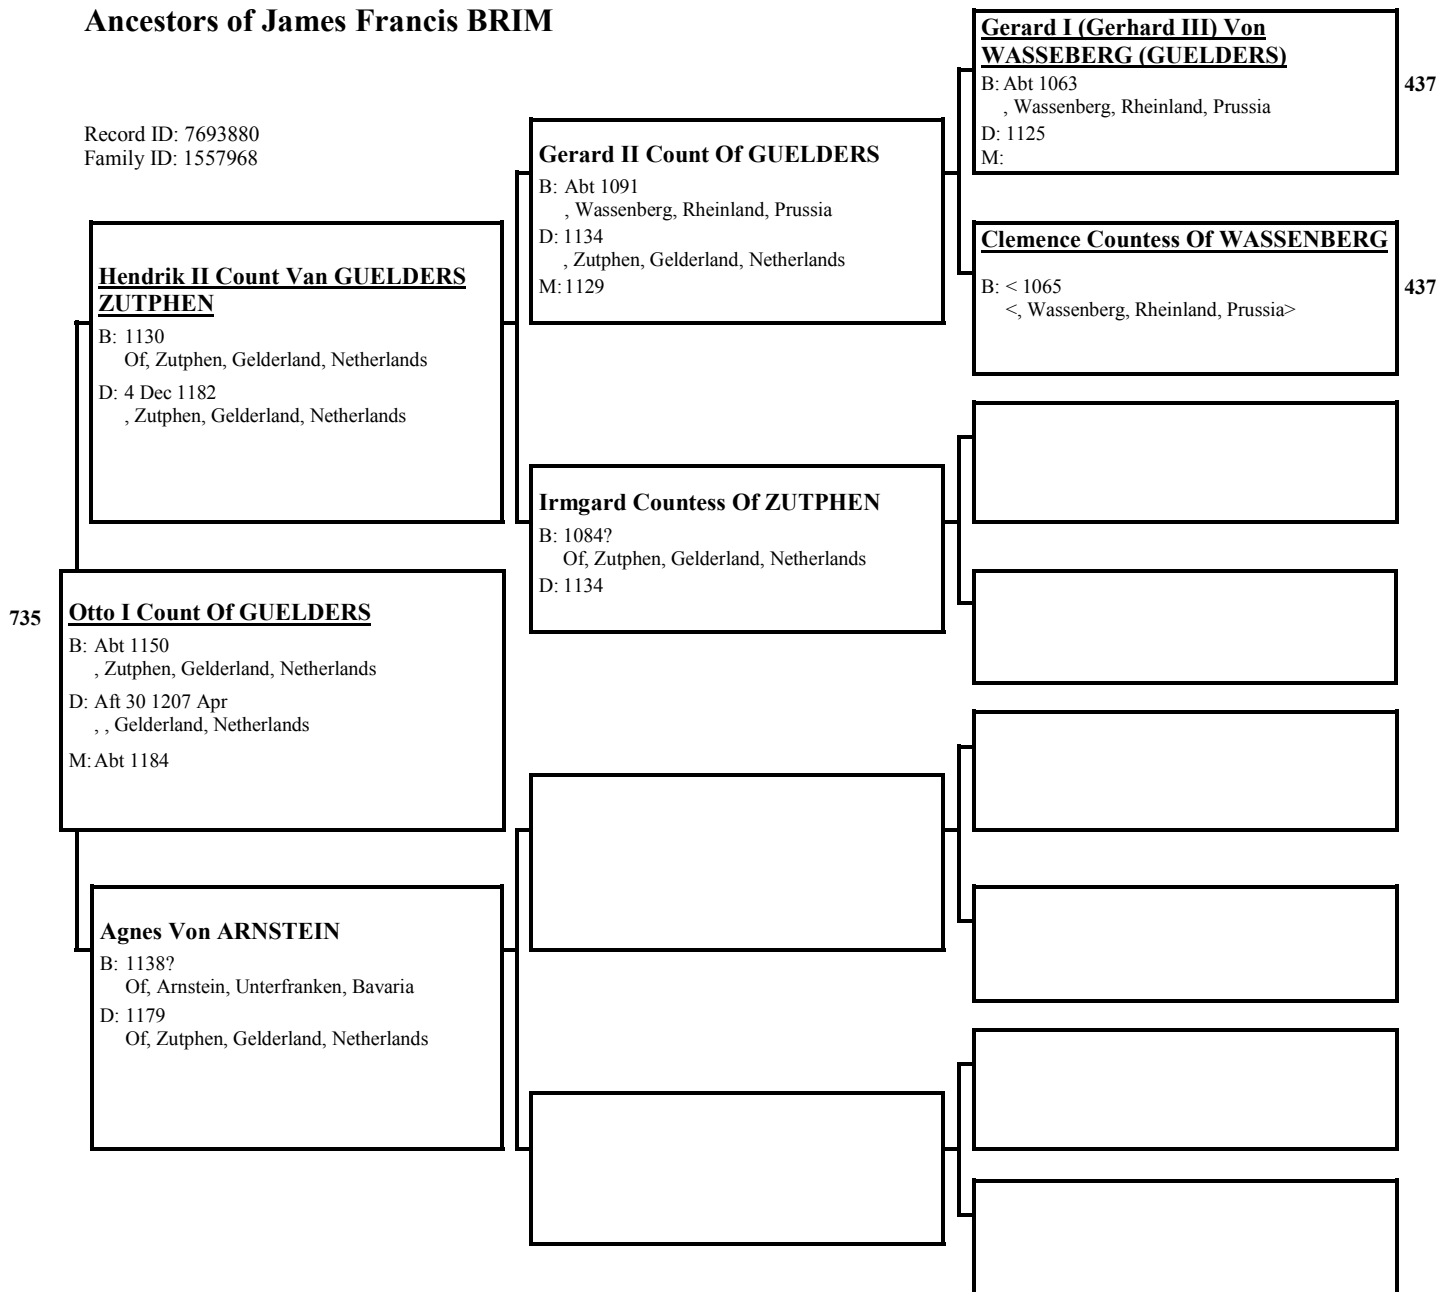 Ancestors of James Francis BRIM
Record ID: 7693880
Family ID: 1557968
Gerard I (Gerhard III) Von
WASSEBERG (GUELDERS)
B: Abt 1063
, Wassenberg, Rheinland, Prussia
D: 1125
M:
437
Gerard II Count Of GUELDERS
B: Abt 1091
, Wassenberg, Rheinland, Prussia
D: 1134
, Zutphen, Gelderland, Netherlands
M: 1129
Clemence Countess Of WASSENBERG
B: < 1065
<, Wassenberg, Rheinland, Prussia>
437
Hendrik II Count Van GUELDERS
ZUTPHEN
B: 1130
Of, Zutphen, Gelderland, Netherlands
D: 4 Dec 1182
, Zutphen, Gelderland, Netherlands
Irmgard Countess Of ZUTPHEN
B: 1084?
Of, Zutphen, Gelderland, Netherlands
D: 1134
735
Otto I Count Of GUELDERS
B: Abt 1150
, Zutphen, Gelderland, Netherlands
D: Aft 30 1207 Apr
, , Gelderland, Netherlands
M: Abt 1184
Agnes Von ARNSTEIN
B: 1138?
Of, Arnstein, Unterfranken, Bavaria
D: 1179
Of, Zutphen, Gelderland, Netherlands